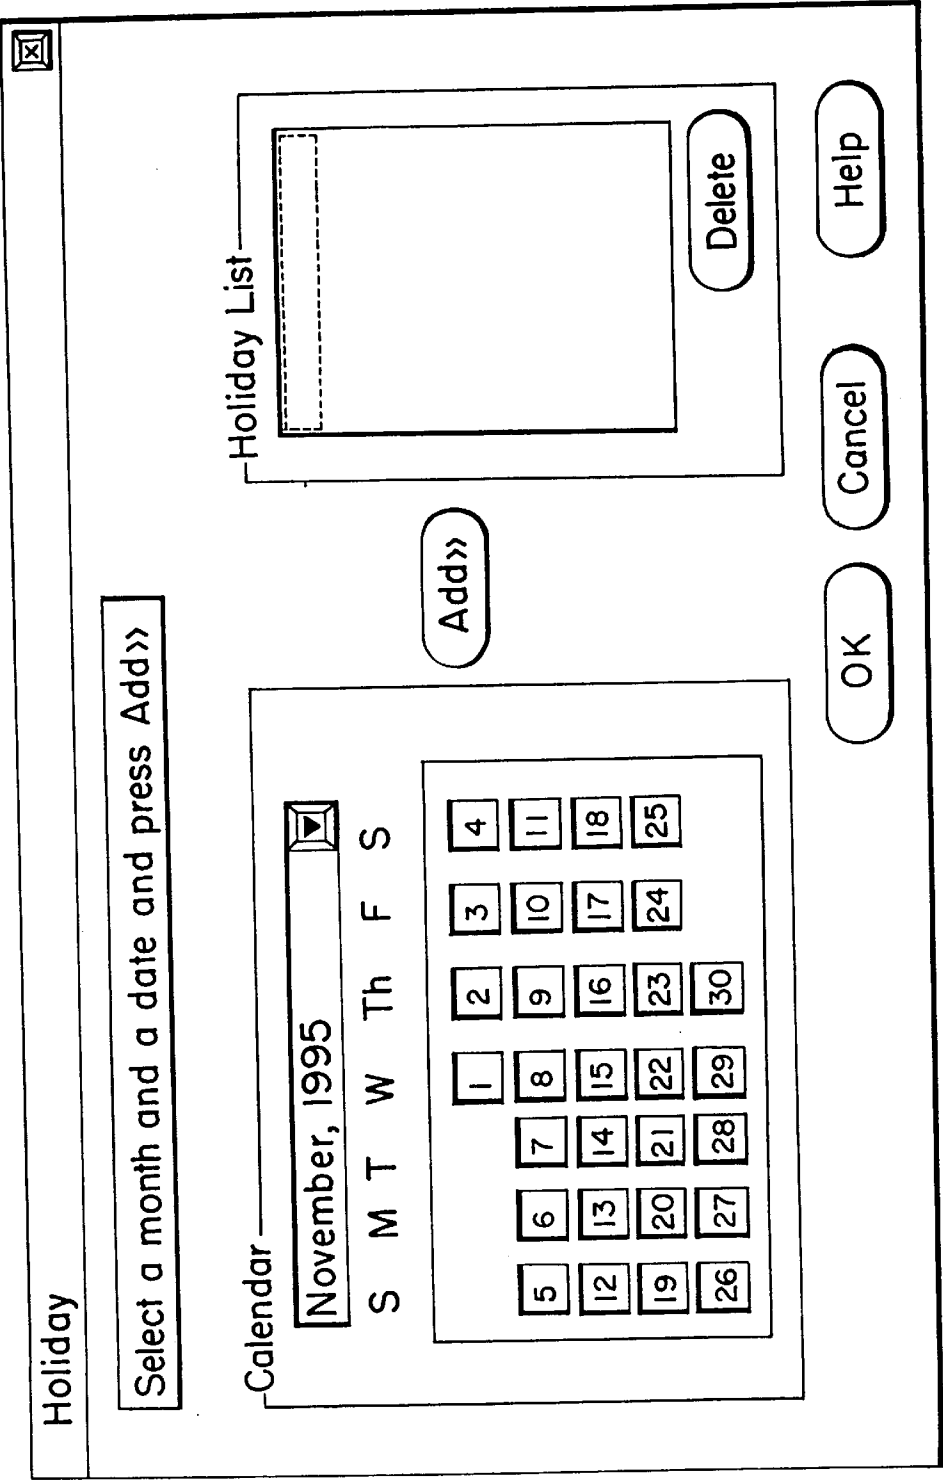 Holiday
Select a month and a date and press Add»
Calendar
November, 1995
S M T W Th F S
1 2 3 4
5 6 7 8 9 10 11
12 13 14 15 16 17 18
19 20 21 22 23 24 25
26 27 28 29 30
Add»
Holiday List
Delete
OK Cancel Help